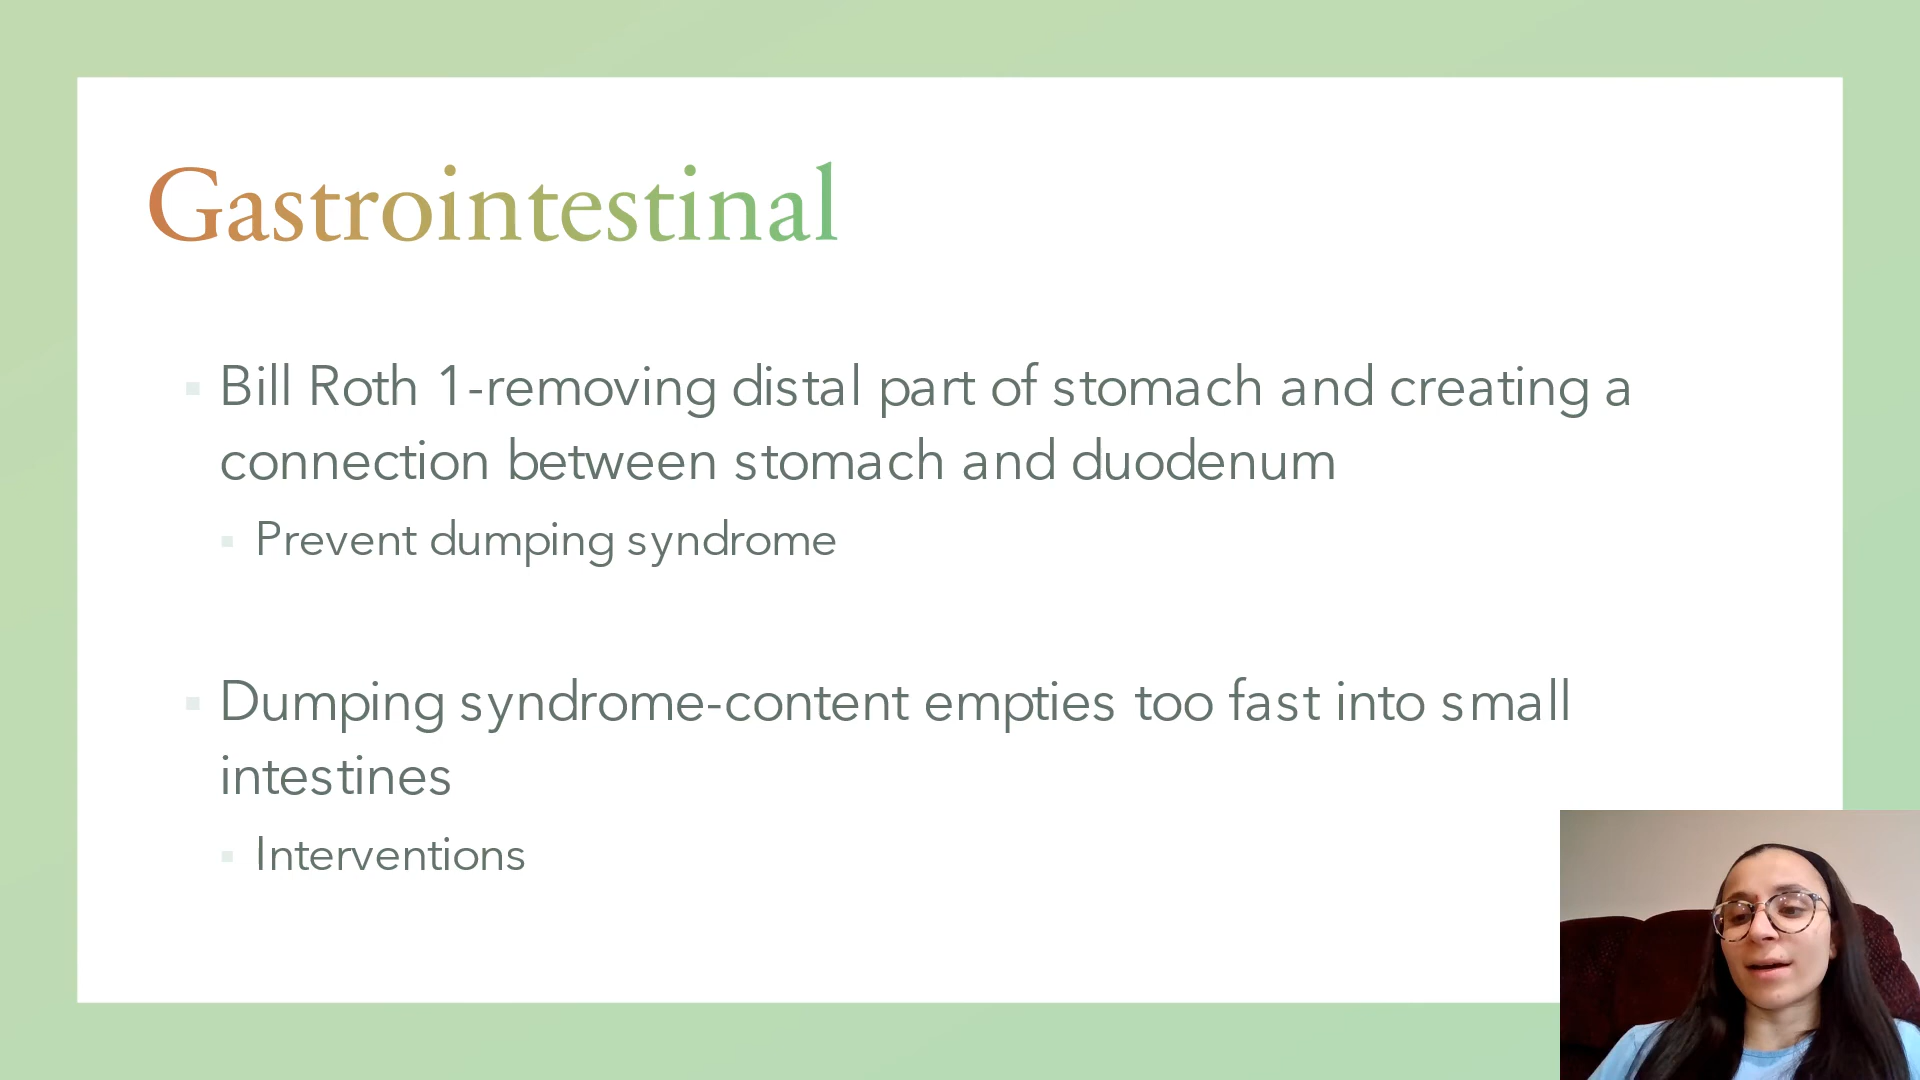 Gastrointestinal
Bill Roth 1-removing distal part of stomach and creating a
connection between stomach and duodenum
Prevent dumping syndrome
Dumping syndrome-content empties too fast into small
intestines
Interventions